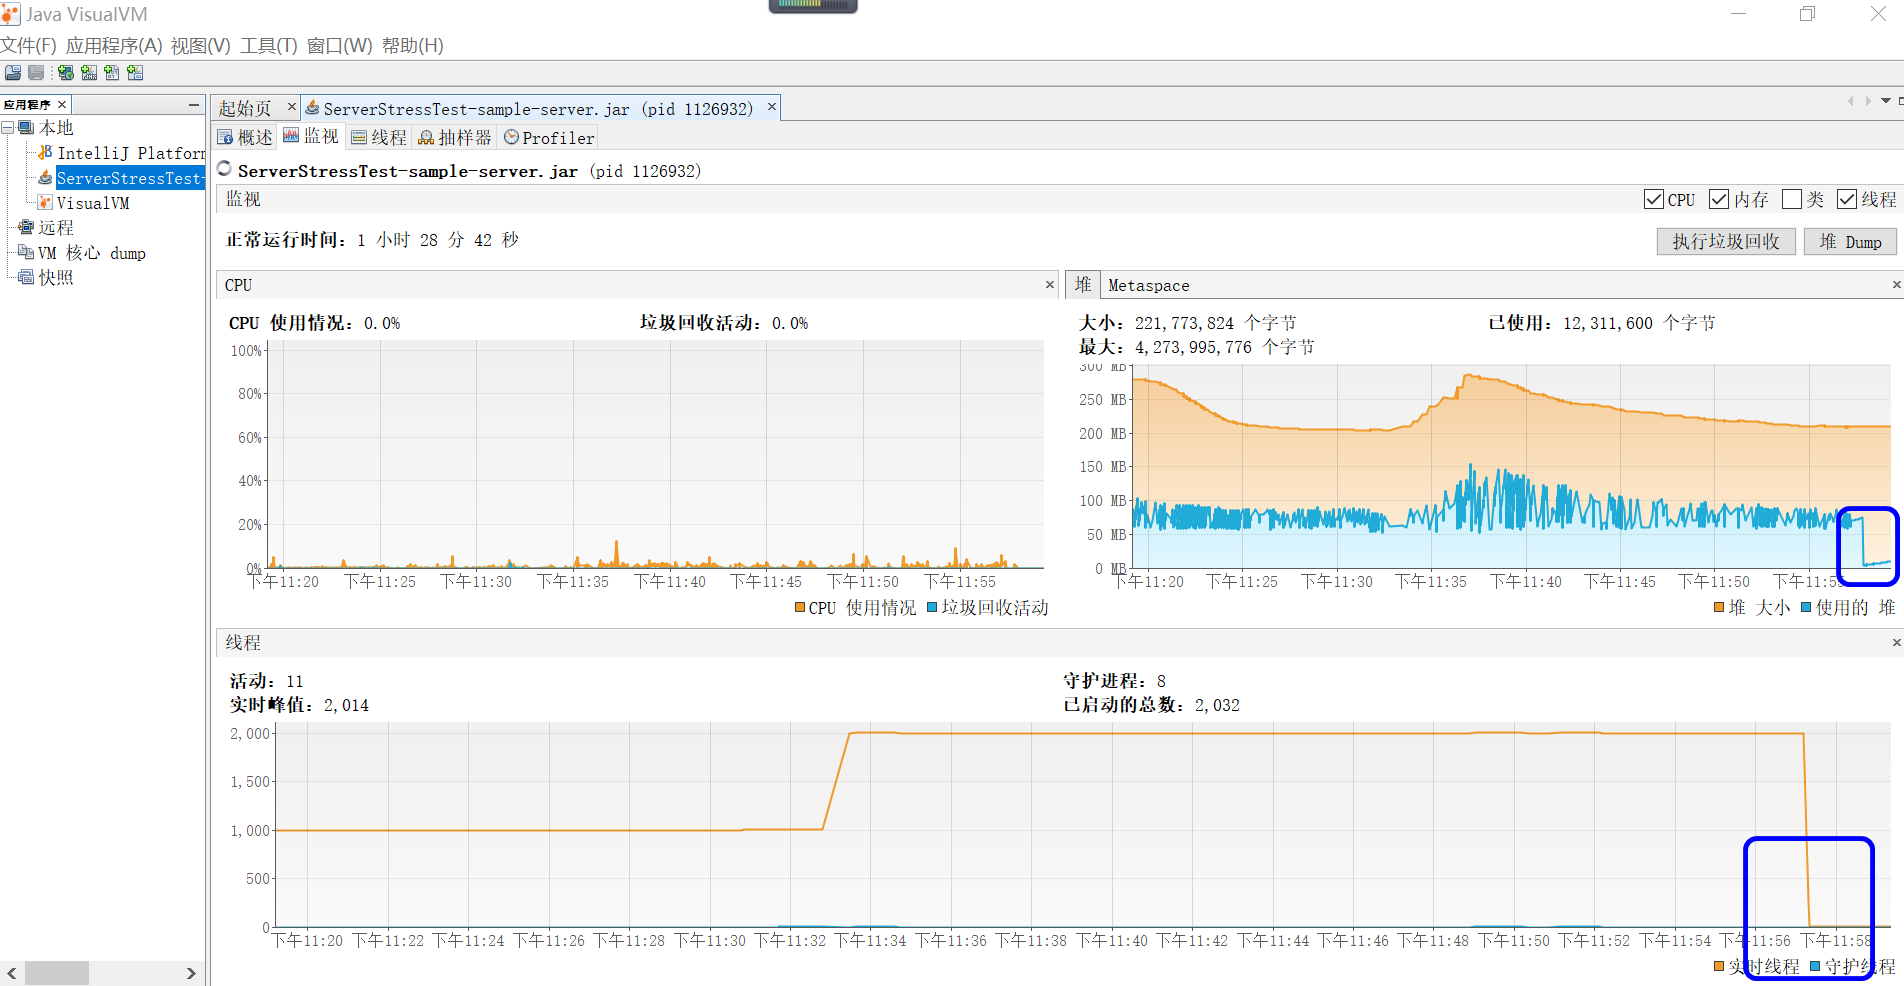 Java VisualVM
文件(F) 应用程序(A) 视图(V) 工具(T) 窗口(W) 帮助(H)
应用程序
本地
IntelliJ Platform
ServerStressTest-
VisualVM
远程
VM 核心 dump
快照
起始页 ServerStressTest-sample-server.jar (pid 1126932)
概述 监视 线程 抽样器 Profiler
ServerStressTest-sample-server.jar (pid 1126932)
监视 CPU 内存 类 线程
正常运行时间: 1 小时 28 分 42 秒
执行垃圾回收 堆 Dump
CPU
CPU 使用情况: 0.0% 垃圾回收活动: 0.0%
100%
80%
60%
40%
20%
0%
下午11:20 下午11:25 下午11:30 下午11:35 下午11:40 下午11:45 下午11:50 下午11:55
CPU 使用情况 垃圾回收活动
堆 Metaspace
大小: 221,773,824 个字节 已使用: 12,311,600 个字节
最大: 4,273,995,776 个字节
300 MB
250 MB
200 MB
150 MB
100 MB
50 MB
0 MB
下午11:20 下午11:25 下午11:30 下午11:35 下午11:40 下午11:45 下午11:50 下午11:55
堆 大小 使用的 堆
线程
活动: 11 守护进程: 8
实时峰值: 2,014 已启动的总数: 2,032
2,000
1,500
1,000
500
0
下午11:20 下午11:22 下午11:24 下午11:26 下午11:28 下午11:30 下午11:32 下午11:34 下午11:36 下午11:38 下午11:40 下午11:42 下午11:44 下午11:46 下午11:48 下午11:50 下午11:52 下午11:54 下午11:56 下午11:58
实时线程 守护线程